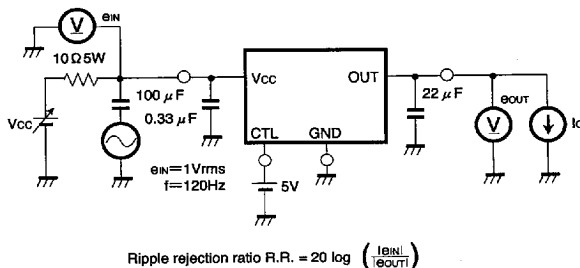 V
eIN
10Ω5W
Vcc
100μF
0.33μF
eIN=1Vrms
f=120Hz
Vcc
OUT
CTL
GND
5V
22μF
eOUT
V
Io
Ripple rejection ratio R.R. = 20 log (|eIN| / |eOUT|)